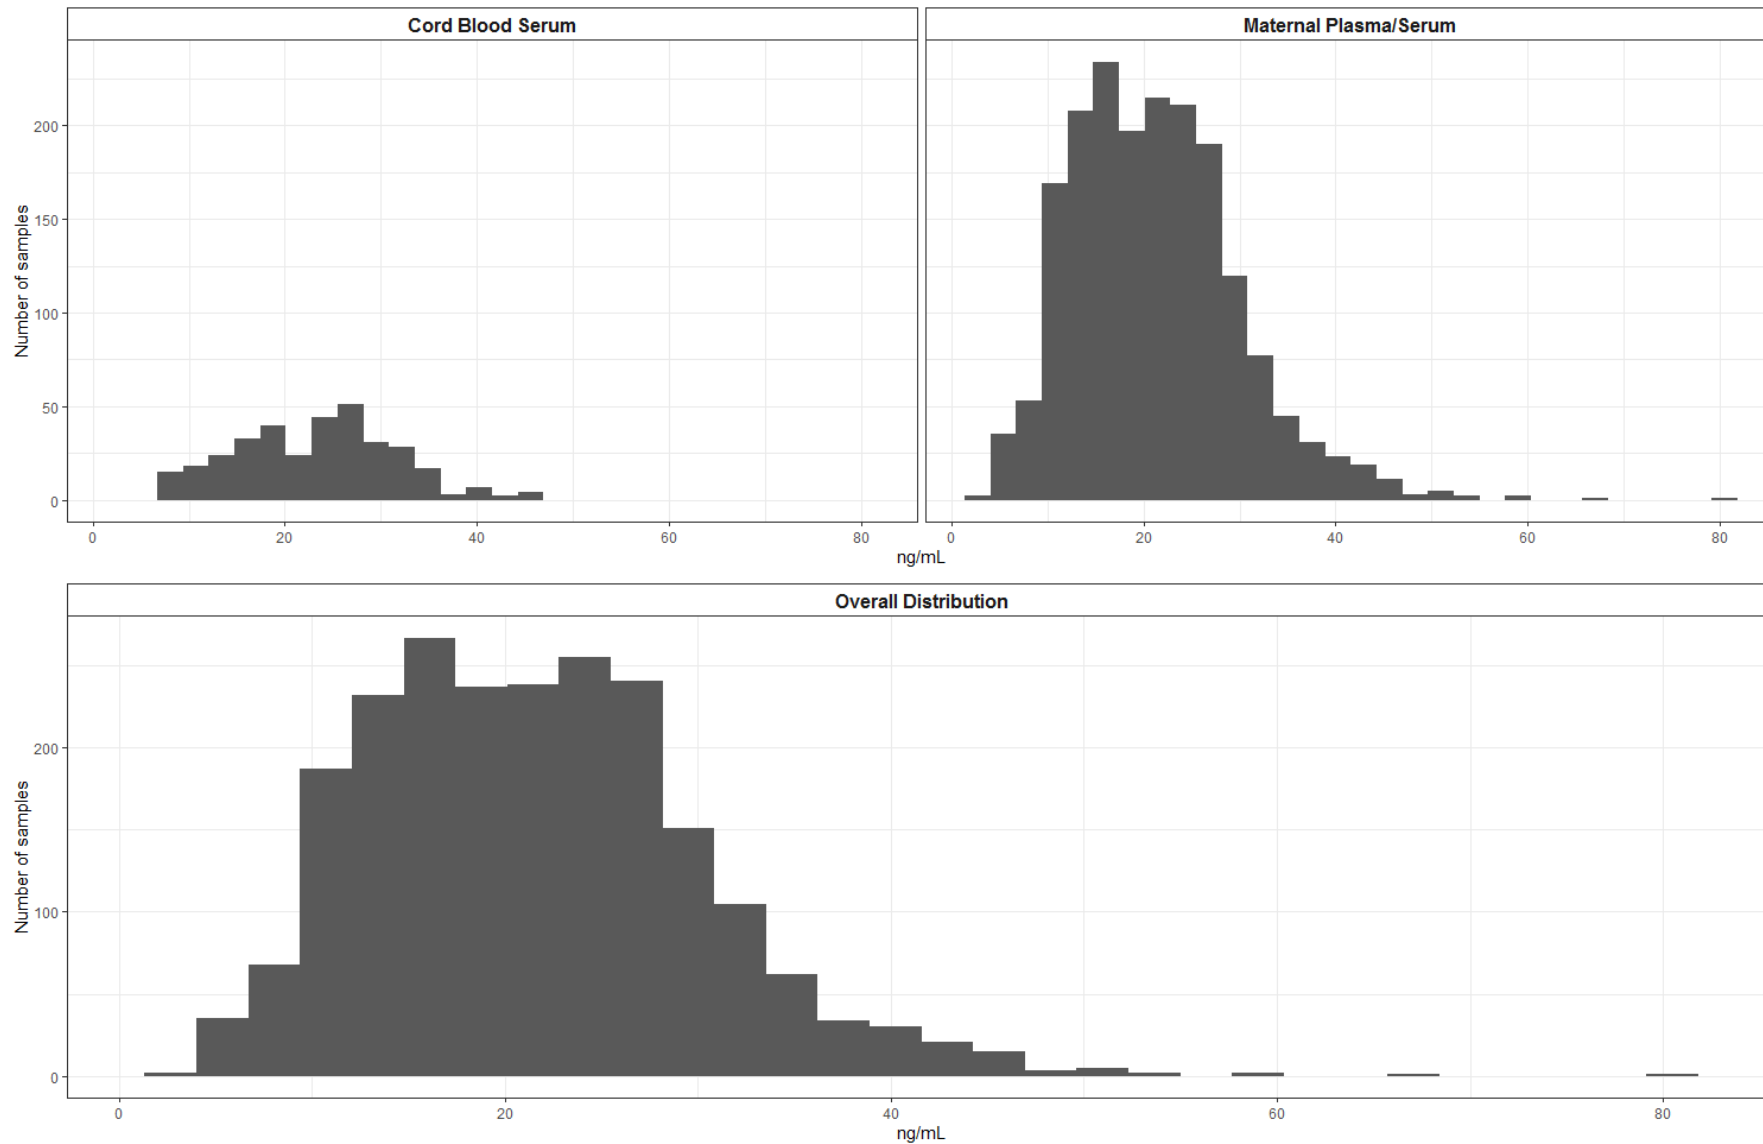 Cord Blood Serum
Maternal Plasma/Serum
Number of samples
200
150
100
50
0
0 20 40 60 80
0 20 40 60 80
ng/mL
Overall Distribution
Number of samples
200
100
0
0 20 40 60 80
ng/mL